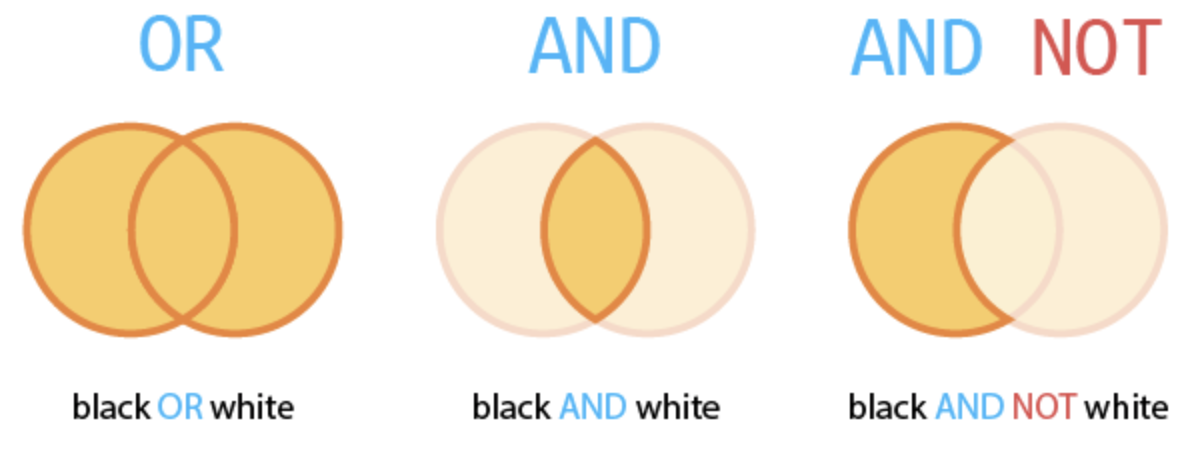 OR
AND
AND NOT
black OR white
black AND white
black AND NOT white